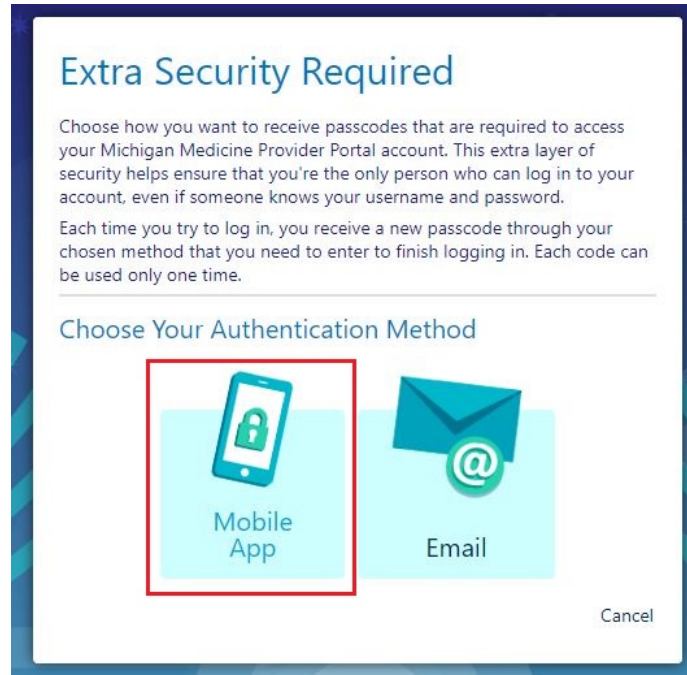 Extra Security Required
Choose how you want to receive passcodes that are required to access
your Michigan Medicine Provider Portal account. This extra layer of
security helps ensure that you're the only person who can log in to your
account, even if someone knows your username and password.
Each time you try to log in, you receive a new passcode through your
chosen method that you need to enter to finish logging in. Each code can
be used only one time.
Choose Your Authentication Method
@
Mobile
App
Email
Cancel